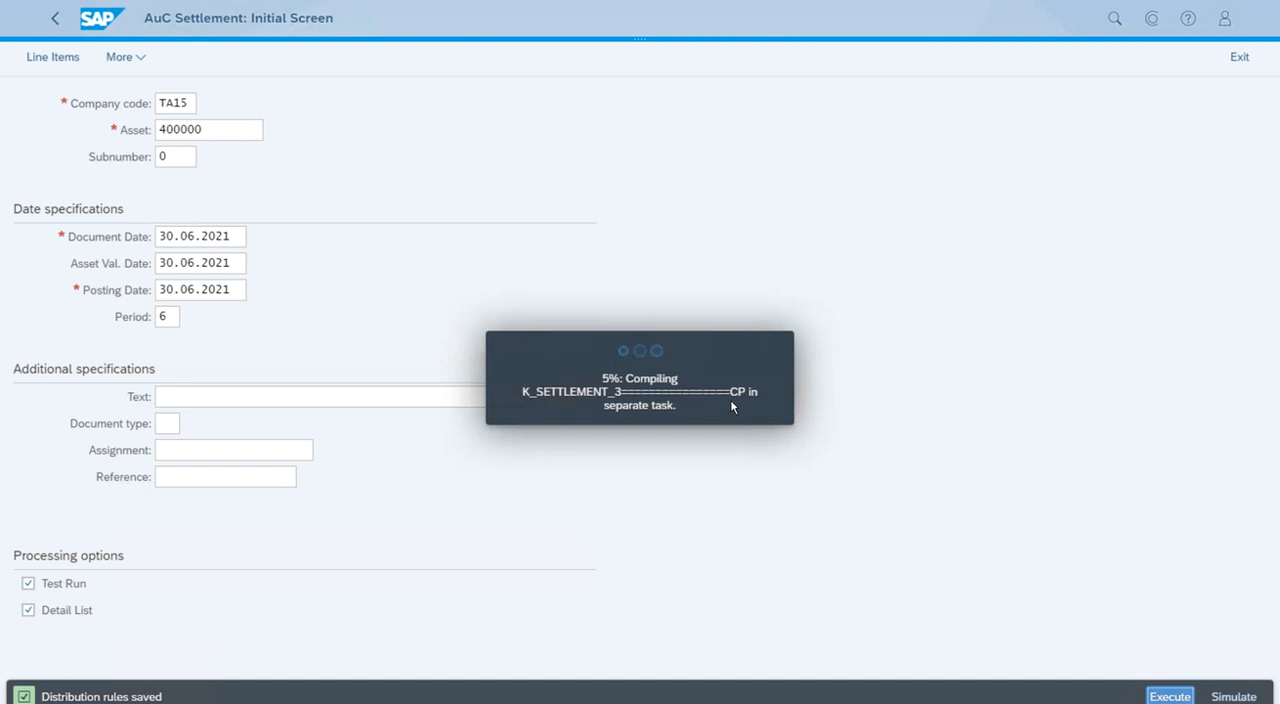 SAP AuC Settlement: Initial Screen
Line Items More Exit
* Company code: TA15
* Asset: 400000
Subnumber: 0
Date specifications
* Document Date: 30.06.2021
Asset Val. Date: 30.06.2021
* Posting Date: 30.06.2021
Period: 6
5%: Compiling
K_SETTLEMENT_3================CP in
separate task.
Additional specifications
Text:
Document type:
Assignment:
Reference:
Processing options
Test Run
Detail List
Distribution rules saved Execute Simulate